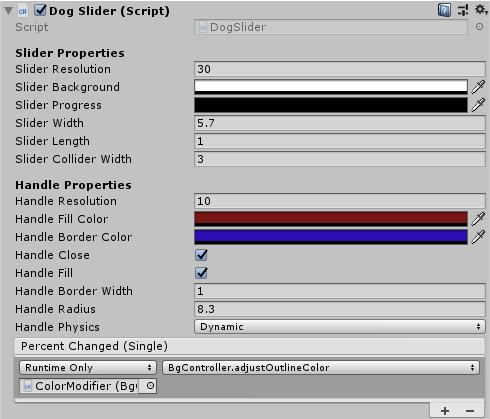 Dog Slider (Script)
Script DogSlider
Slider Properties
Slider Resolution 30
Slider Background
Slider Progress
Slider Width 5.7
Slider Length 1
Slider Collider Width 3
Handle Properties
Handle Resolution 10
Handle Fill Color
Handle Border Color
Handle Close
Handle Fill
Handle Border Width 1
Handle Radius 8.3
Handle Physics Dynamic
Percent Changed (Single)
Runtime Only BgController.adjustOutlineColor
ColorModifier (Bg